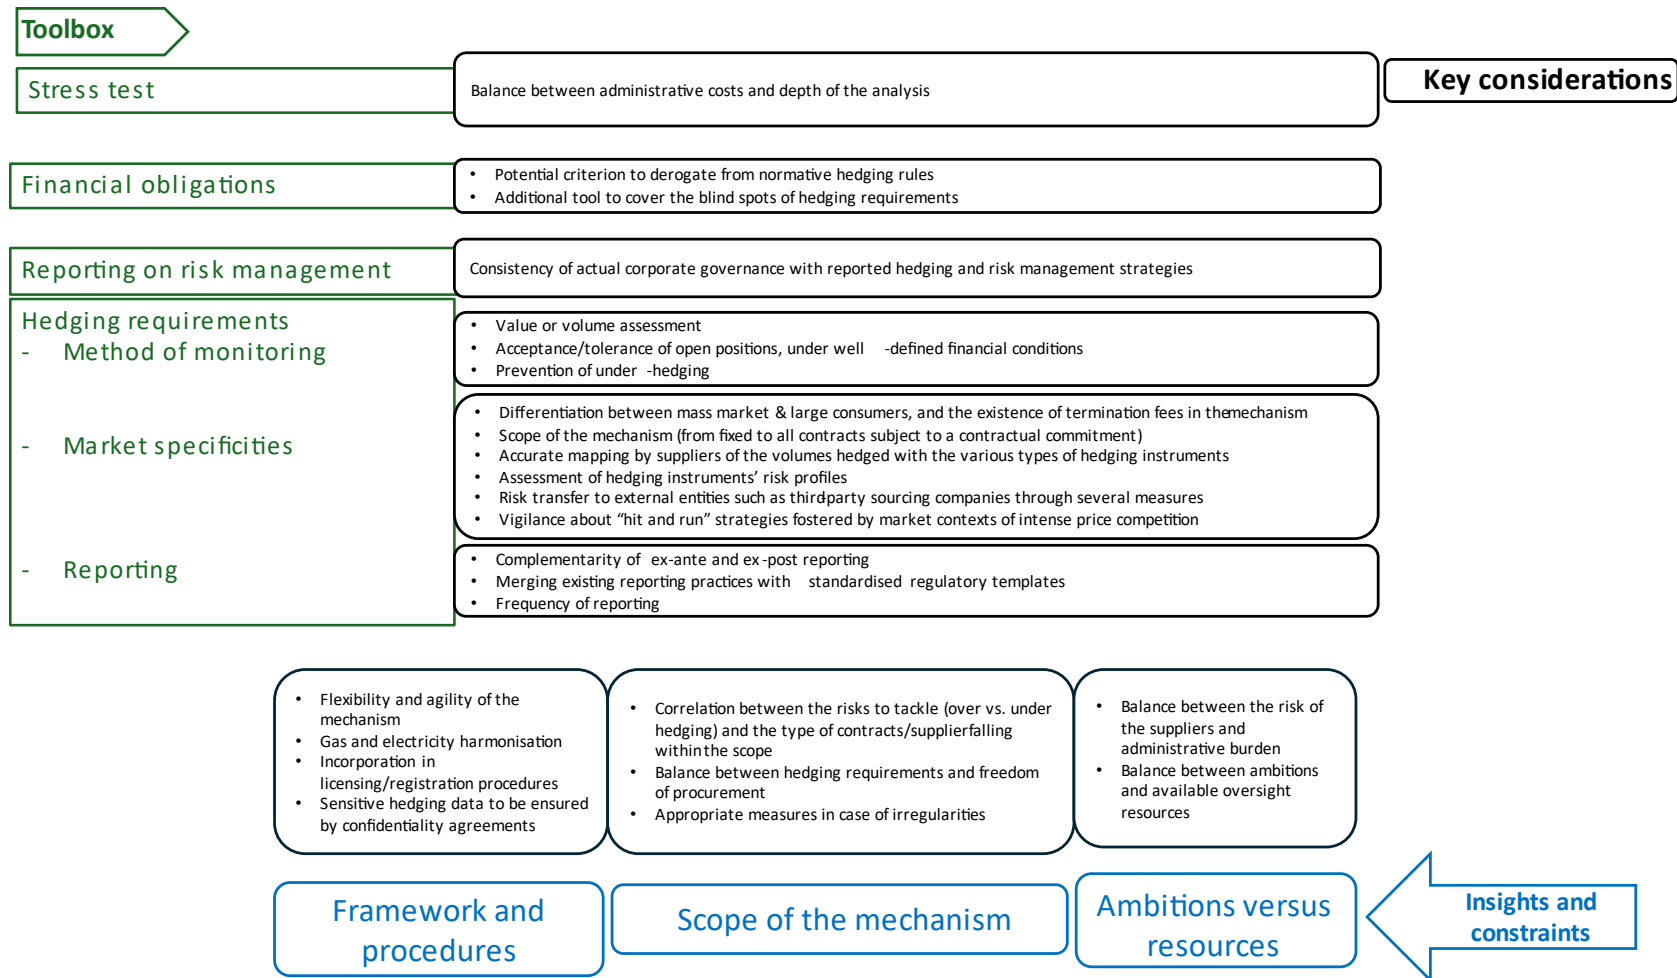 Toolbox
Stress test
Balance between administrative costs and depth of the analysis
Key considerations
Financial obligations
• Potential criterion to derogate from normative hedging rules
• Additional tool to cover the blind spots of hedging requirements
Reporting on risk management
Consistency of actual corporate governance with reported hedging and risk management strategies
Hedging requirements
- Method of monitoring
• Value or volume assessment
• Acceptance/tolerance of open positions, under well -defined financial conditions
• Prevention of under -hedging
- Market specificities
• Differentiation between mass market & large consumers, and the existence of termination fees in themechanism
• Scope of the mechanism (from fixed to all contracts subject to a contractual commitment)
• Accurate mapping by suppliers of the volumes hedged with the various types of hedging instruments
• Assessment of hedging instruments' risk profiles
• Risk transfer to external entities such as third-party sourcing companies through several measures
• Vigilance about "hit and run" strategies fostered by market contexts of intense price competition
- Reporting
• Complementarity of ex-ante and ex-post reporting
• Merging existing reporting practices with standardised regulatory templates
• Frequency of reporting
• Flexibility and agility of the
mechanism
• Gas and electricity harmonisation
• Incorporation in
licensing/registration procedures
• Sensitive hedging data to be ensured
by confidentiality agreements
• Correlation between the risks to tackle (over vs. under
hedging) and the type of contracts/supplierfalling
within the scope
• Balance between hedging requirements and freedom
of procurement
• Appropriate measures in case of irregularities
• Balance between the risk of
the suppliers and
administrative burden
• Balance between ambitions
and available oversight
resources
Framework and
procedures
Scope of the mechanism
Ambitions versus
resources
Insights and
constraints